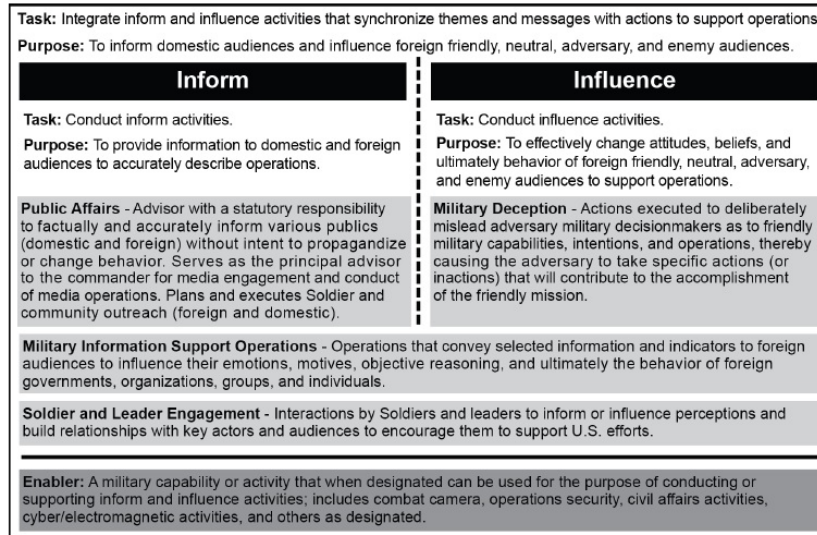 Task: Integrate inform and influence activities that synchronize themes and messages with actions to support operations
Purpose: To inform domestic audiences and influence foreign friendly, neutral, adversary, and enemy audiences.
Inform
Task: Conduct inform activities.
Purpose: To provide information to domestic and foreign
audiences to accurately describe operations.
Public Affairs - Advisor with a statutory responsibility
to factually and accurately inform various publics
(domestic and foreign) without intent to propagandize
or change behavior. Serves as the principal advisor
to the commander for media engagement and conduct
of media operations. Plans and executes Soldier and
community outreach (foreign and domestic).
Influence
Task: Conduct influence activities.
Purpose: To effectively change attitudes, beliefs, and
ultimately behavior of foreign friendly, neutral, adversary,
and enemy audiences to support operations.
Military Deception - Actions executed to deliberately
mislead adversary military decisionmakers as to friendly
military capabilities, intentions, and operations, thereby
causing the adversary to take specific actions (or
inactions) that will contribute to the accomplishment
of the friendly mission.
Military Information Support Operations - Operations that convey selected information and indicators to foreign
audiences to influence their emotions, motives, objective reasoning, and ultimately the behavior of foreign
governments, organizations, groups, and individuals.
Soldier and Leader Engagement - Interactions by Soldiers and leaders to inform or influence perceptions and
build relationships with key actors and audiences to encourage them to support U.S. efforts.
Enabler: A military capability or activity that when designated can be used for the purpose of conducting or
supporting inform and influence activities; includes combat camera, operations security, civil affairs activities,
cyber/electromagnetic activities, and others as designated.